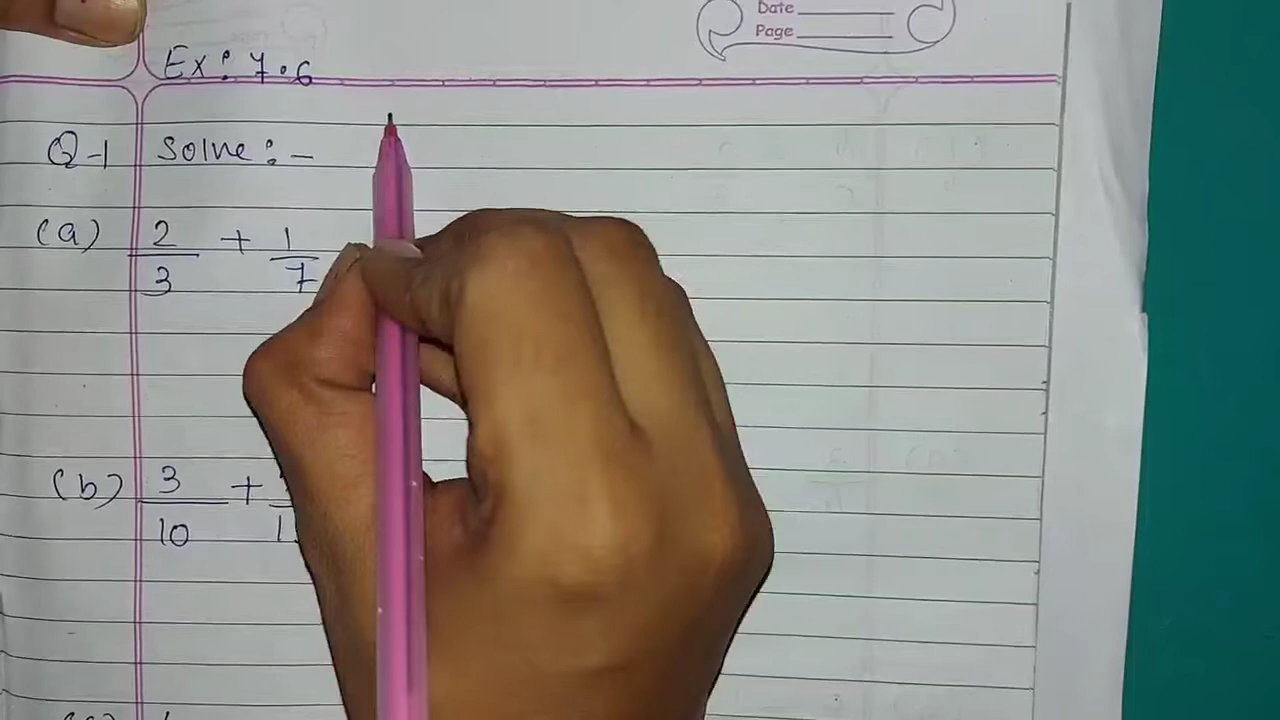 Date
Page
Ex: 7.6
Q-1 Solve :-
(a) 2/3 + 1/7
(b) 3/10 +